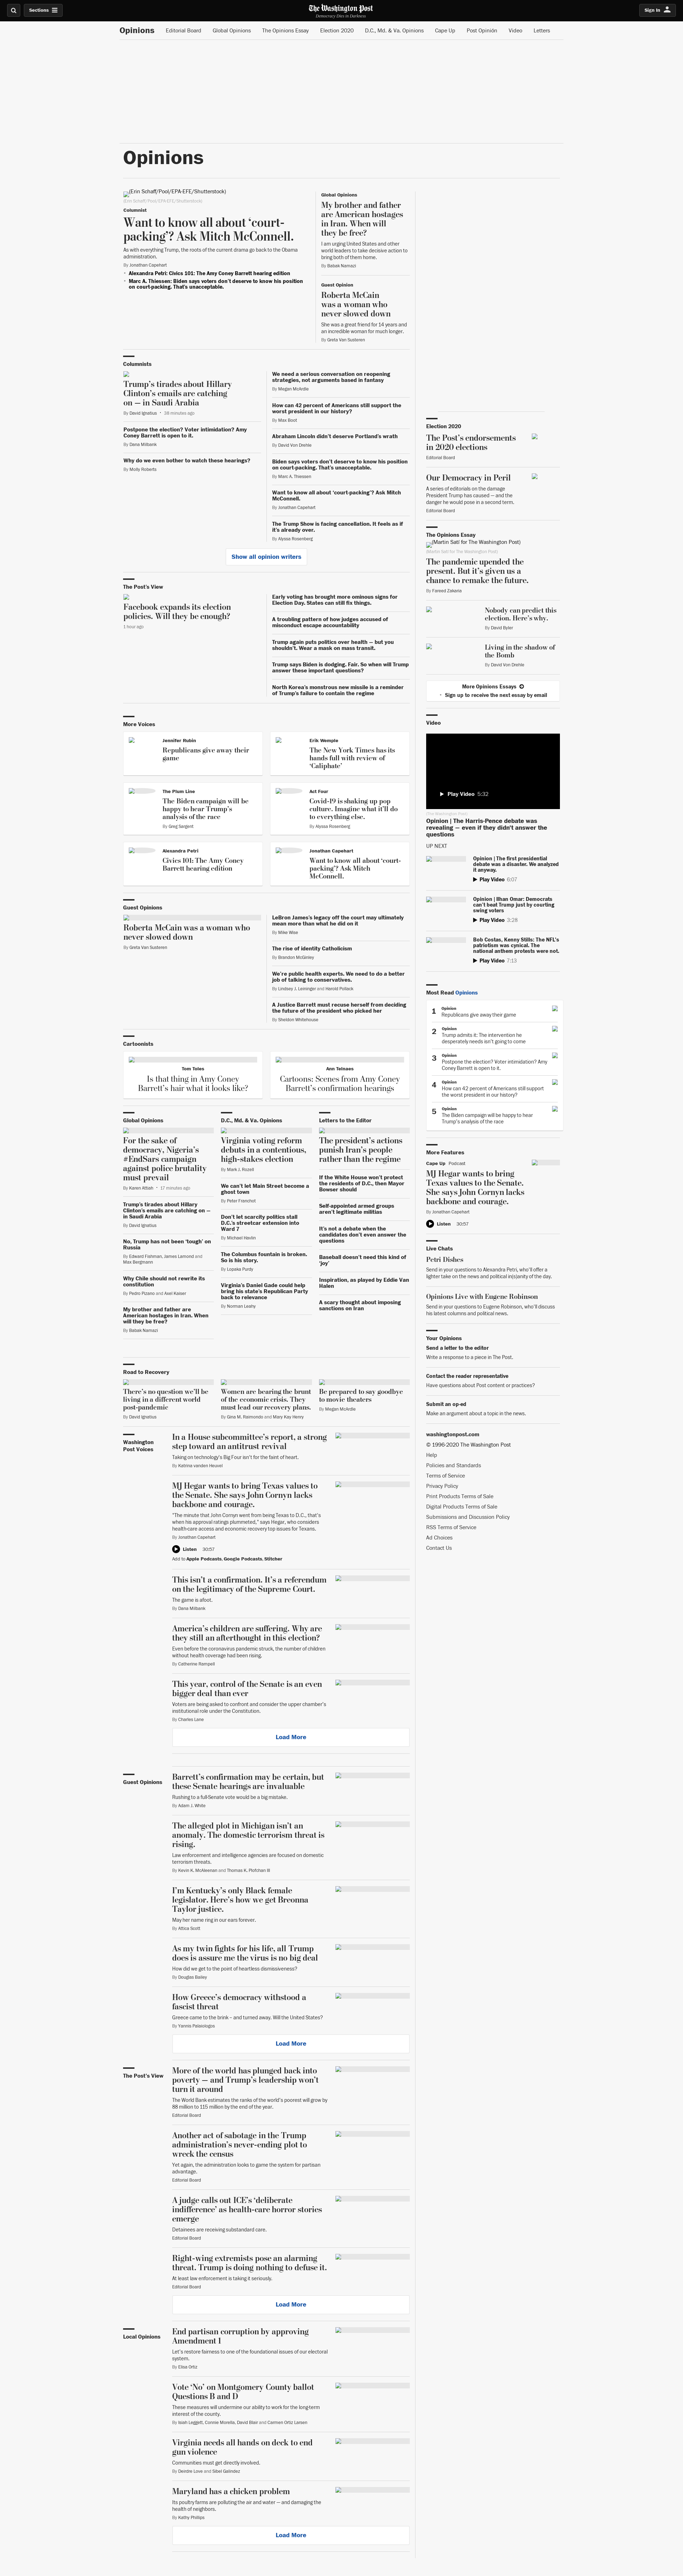 Sections
The Washington Post
Democracy Dies in Darkness
Sign In
Opinions
Editorial Board
Global Opinions
The Opinions Essay
Election 2020
D.C., Md. & Va. Opinions
Cape Up
Post Opinión
Video
Letters
Opinions
(Erin Schaff/Pool/EPA-EFE/Shutterstock)
(Erin Schaff/Pool/EPA-EFE/Shutterstock)
Columnist
Want to know all about ‘court-
packing’? Ask Mitch McConnell.
As with everything Trump, the roots of the current drama go back to the Obama
administration.
By Jonathan Capehart
Alexandra Petri: Civics 101: The Amy Coney Barrett hearing edition
Marc A. Thiessen: Biden says voters don’t deserve to know his position
on court-packing. That’s unacceptable.
Global Opinions
My brother and father
are American hostages
in Iran. When will
they be free?
I am urging United States and other
world leaders to take decisive action to
bring both of them home.
By Babak Namazi
Guest Opinion
Roberta McCain
was a woman who
never slowed down
She was a great friend for 14 years and
an incredible woman for much longer.
By Greta Van Susteren
Columnists
Trump’s tirades about Hillary
Clinton’s emails are catching
on — in Saudi Arabia
By David Ignatius • 39 minutes ago
Postpone the election? Voter intimidation? Amy
Coney Barrett is open to it.
By Dana Milbank
Why do we even bother to watch these hearings?
By Molly Roberts
We need a serious conversation on reopening
strategies, not arguments based in fantasy
By Megan McArdle
How can 42 percent of Americans still support the
worst president in our history?
By Max Boot
Abraham Lincoln didn’t deserve Portland’s wrath
By David Von Drehle
Biden says voters don’t deserve to know his position
on court-packing. That’s unacceptable.
By Marc A. Thiessen
Want to know all about ‘court-packing’? Ask Mitch
McConnell.
By Jonathan Capehart
The Trump Show is facing cancellation. It feels as if
it’s already over.
By Alyssa Rosenberg
Show all opinion writers
The Post’s View
Facebook expands its election
policies. Will they be enough?
1 hour ago
Early voting has brought more ominous signs for
Election Day. States can still fix things.
A troubling pattern of how judges accused of
misconduct escape accountability
Trump again puts politics over health — but you
shouldn’t. Wear a mask on mass transit.
Trump says Biden is dodging. Fair. So when will Trump
answer these important questions?
North Korea’s monstrous new missile is a reminder
of Trump’s failure to contain the regime
More Voices
Jennifer Rubin
Republicans give away their
game
Erik Wemple
The New York Times has its
hands full with review of
‘Caliphate’
The Plum Line
The Biden campaign will be
happy to hear Trump’s
analysis of the race
By Greg Sargent
Act Four
Covid-19 is shaking up pop
culture. Imagine what it’ll do
to everything else.
By Alyssa Rosenberg
Alexandra Petri
Civics 101: The Amy Coney
Barrett hearing edition
Jonathan Capehart
Want to know all about ‘court-
packing’? Ask Mitch
McConnell.
Guest Opinions
Roberta McCain was a woman who
never slowed down
By Greta Van Susteren
LeBron James’s legacy off the court may ultimately
mean more than what he did on it
By Mike Wise
The rise of identity Catholicism
By Brandon McGinley
We’re public health experts. We need to do a better
job of talking to conservatives.
By Lindsey J. Leininger and Harold Pollack
A Justice Barrett must recuse herself from deciding
the future of the president who picked her
By Sheldon Whitehouse
Cartoonists
Tom Toles
Is that thing in Amy Coney
Barrett’s hair what it looks like?
Ann Telnaes
Cartoons: Scenes from Amy Coney
Barrett’s confirmation hearings
Global Opinions
For the sake of
democracy, Nigeria’s
#EndSars campaign
against police brutality
must prevail
By Karen Attiah • 17 minutes ago
Trump’s tirades about Hillary
Clinton’s emails are catching on —
in Saudi Arabia
By David Ignatius
No, Trump has not been ‘tough’ on
Russia
By Edward Fishman, James Lamond and
Max Bergmann
Why Chile should not rewrite its
constitution
By Pedro Pizano and Axel Kaiser
My brother and father are
American hostages in Iran. When
will they be free?
By Babak Namazi
D.C., Md. & Va. Opinions
Virginia voting reform
debuts in a contentious,
high-stakes election
By Mark J. Rozell
We can’t let Main Street become a
ghost town
By Peter Frenchot
Don’t let scarcity politics stall
D.C.’s streetcar extension into
Ward 7
By Michael Havlin
The Columbus fountain is broken.
So is his story.
By Lopaka Purdy
Virginia’s Daniel Gade could help
bring his state’s Republican Party
back to relevance
By Norman Leahy
Letters to the Editor
The president’s actions
punish Iran’s people
rather than the regime
If the White House won’t protect
the residents of D.C., then Mayor
Bowser should
Self-appointed armed groups
aren’t legitimate militias
It’s not a debate when the
candidates don’t even answer the
questions
Baseball doesn’t need this kind of
‘joy’
Inspiration, as played by Eddie Van
Halen
A scary thought about imposing
sanctions on Iran
Road to Recovery
There’s no question we’ll be
living in a different world
post-pandemic
By David Ignatius
Women are bearing the brunt
of the economic crisis. They
must lead our recovery plans.
By Gina M. Raimondo and Mary Kay Henry
Be prepared to say goodbye
to movie theaters
By Megan McArdle
Washington
Post Voices
In a House subcommittee’s report, a strong
step toward an antitrust revival
Taking on technology’s Big Four isn’t for the faint of heart.
By Katrina vanden Heuvel
MJ Hegar wants to bring Texas values to
the Senate. She says John Cornyn lacks
backbone and courage.
“The minute that John Cornyn went from being Texas to D.C., that’s
when his approval ratings plummeted,” says Hegar, who considers
health-care access and economic recovery top issues for Texans.
By Jonathan Capehart
Listen 30:57
Add to Apple Podcasts, Google Podcasts, Stitcher
This isn’t a confirmation. It’s a referendum
on the legitimacy of the Supreme Court.
The game is afoot.
By Dana Milbank
America’s children are suffering. Why are
they still an afterthought in this election?
Even before the coronavirus pandemic struck, the number of children
without health coverage had been rising.
By Catherine Rampell
This year, control of the Senate is an even
bigger deal than ever
Voters are being asked to confront and consider the upper chamber’s
institutional role under the Constitution.
By Charles Lane
Load More
Guest Opinions
Barrett’s confirmation may be certain, but
these Senate hearings are invaluable
Rushing to a full-Senate vote would be a big mistake.
By Adam J. White
The alleged plot in Michigan isn’t an
anomaly. The domestic terrorism threat is
rising.
Law enforcement and intelligence agencies are focused on domestic
terrorism threats.
By Kevin K. McAleenan and Thomas K. Plofchan III
I’m Kentucky’s only Black female
legislator. Here’s how we get Breonna
Taylor justice.
May her name ring in our ears forever.
By Attica Scott
As my twin fights for his life, all Trump
does is assure me the virus is no big deal
How did we get to the point of heartless dismissiveness?
By Douglas Bailey
How Greece’s democracy withstood a
fascist threat
Greece came to the brink – and turned away. Will the United States?
By Yannis Palaiologos
Load More
The Post’s View
More of the world has plunged back into
poverty — and Trump’s leadership won’t
turn it around
The World Bank estimates the ranks of the world’s poorest will grow by
88 million to 115 million by the end of the year.
Editorial Board
Another act of sabotage in the Trump
administration’s never-ending plot to
wreck the census
Yet again, the administration looks to game the system for partisan
advantage.
Editorial Board
A judge calls out ICE’s ‘deliberate
indifference’ as health-care horror stories
emerge
Detainees are receiving substandard care.
Editorial Board
Right-wing extremists pose an alarming
threat. Trump is doing nothing to defuse it.
At least law enforcement is taking it seriously.
Editorial Board
Load More
Local Opinions
End partisan corruption by approving
Amendment 1
Let’s restore fairness to one of the foundational issues of our electoral
system.
By Elisa Ortiz
Vote ‘No’ on Montgomery County ballot
Questions B and D
These measures will undermine our ability to work for the long-term
interest of the county.
By Isiah Leggett, Connie Morella, David Blair and Carmen Ortiz Larsen
Virginia needs all hands on deck to end
gun violence
Communities must get directly involved.
By Deirdre Love and Sibel Galindez
Maryland has a chicken problem
Its poultry farms are polluting the air and water — and damaging the
health of neighbors.
By Kathy Phillips
Load More
Election 2020
The Post’s endorsements
in 2020 elections
Editorial Board
Our Democracy in Peril
A series of editorials on the damage
President Trump has caused — and the
danger he would pose in a second term.
Editorial Board
The Opinions Essay
(Martin Satí for The Washington Post)
(Martin Satí for The Washington Post)
The pandemic upended the
present. But it’s given us a
chance to remake the future.
By Fareed Zakaria
Nobody can predict this
election. Here’s why.
By David Byler
Living in the shadow of
the Bomb
By David Von Drehle
More Opinions Essays
Sign up to receive the next essay by email
Video
Play Video 5:32
Opinion | The Harris-Pence debate was
revealing — even if they didn’t answer the
questions
UP NEXT
Opinion | The first presidential
debate was a disaster. We analyzed
it anyway.
Play Video 6:07
Opinion | Ilhan Omar: Democrats
can’t beat Trump just by courting
swing voters
Play Video 3:28
Bob Costas, Kenny Stills: The NFL’s
patriotism was cynical. The
national anthem protests were not.
Play Video 7:13
Most Read Opinions
1
Opinion
Republicans give away their game
2
Opinion
Trump admits it: The intervention he
desperately needs isn’t going to come
3
Opinion
Postpone the election? Voter intimidation? Amy
Coney Barrett is open to it.
4
Opinion
How can 42 percent of Americans still support
the worst president in our history?
5
Opinion
The Biden campaign will be happy to hear
Trump’s analysis of the race
More Features
Cape Up Podcast
MJ Hegar wants to bring
Texas values to the Senate.
She says John Cornyn lacks
backbone and courage.
By Jonathan Capehart
Listen 30:57
Live Chats
Petri Dishes
Send in your questions to Alexandra Petri, who’ll offer a
lighter take on the news and political in(s)anity of the day.
Opinions Live with Eugene Robinson
Send in your questions to Eugene Robinson, who’ll discuss
his latest columns and political news.
Your Opinions
Send a letter to the editor
Write a response to a piece in The Post.
Contact the reader representative
Have questions about Post content or practices?
Submit an op-ed
Make an argument about a topic in the news.
washingtonpost.com
© 1996-2020 The Washington Post
Help
Policies and Standards
Terms of Service
Privacy Policy
Print Products Terms of Sale
Digital Products Terms of Sale
Submissions and Discussion Policy
RSS Terms of Service
Ad Choices
Contact Us